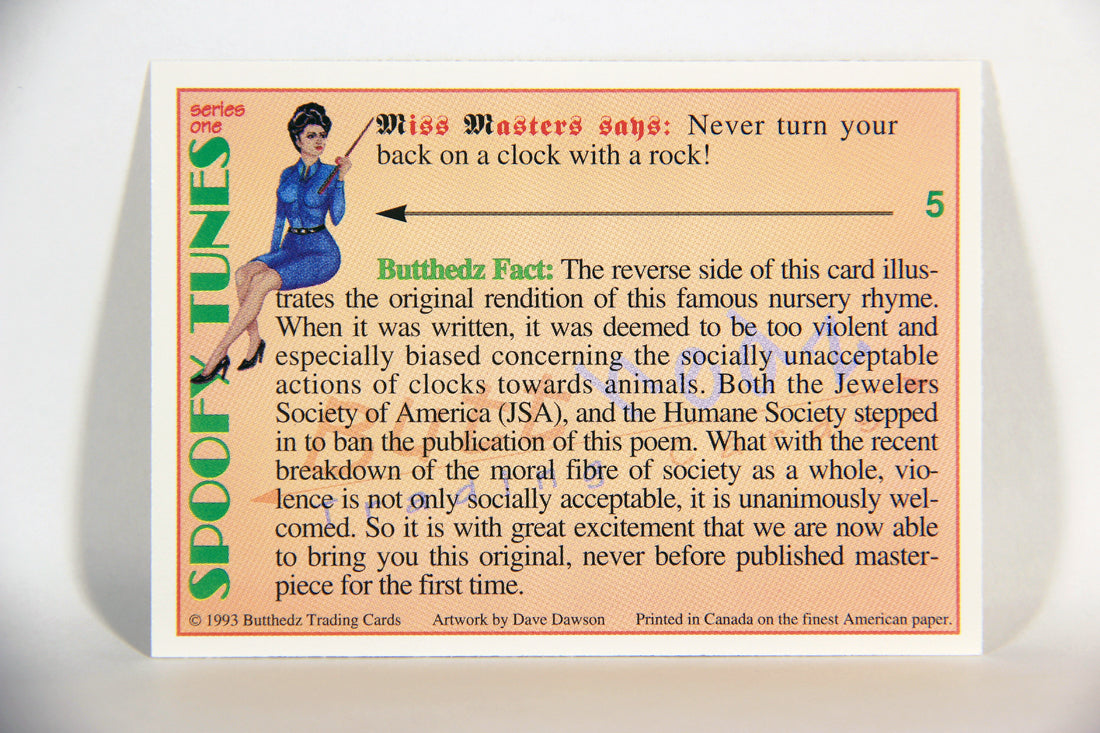 series
one
SPOOFY TUNES
Miss Masters says: Never turn your
back on a clock with a rock!
5
Butthedz Fact: The reverse side of this card illus-
trates the original rendition of this famous nursery rhyme.
When it was written, it was deemed to be too violent and
especially biased concerning the socially unacceptable
actions of clocks towards animals. Both the Jewelers
Society of America (JSA), and the Humane Society stepped
in to ban the publication of this poem. What with the recent
breakdown of the moral fibre of society as a whole, vio-
lence is not only socially acceptable, it is unanimously wel-
comed. So it is with great excitement that we are now able
to bring you this original, never before published master-
piece for the first time.
Butt Hedz
Trading Cards
© 1993 Butthedz Trading Cards Artwork by Dave Dawson Printed in Canada on the finest American paper.